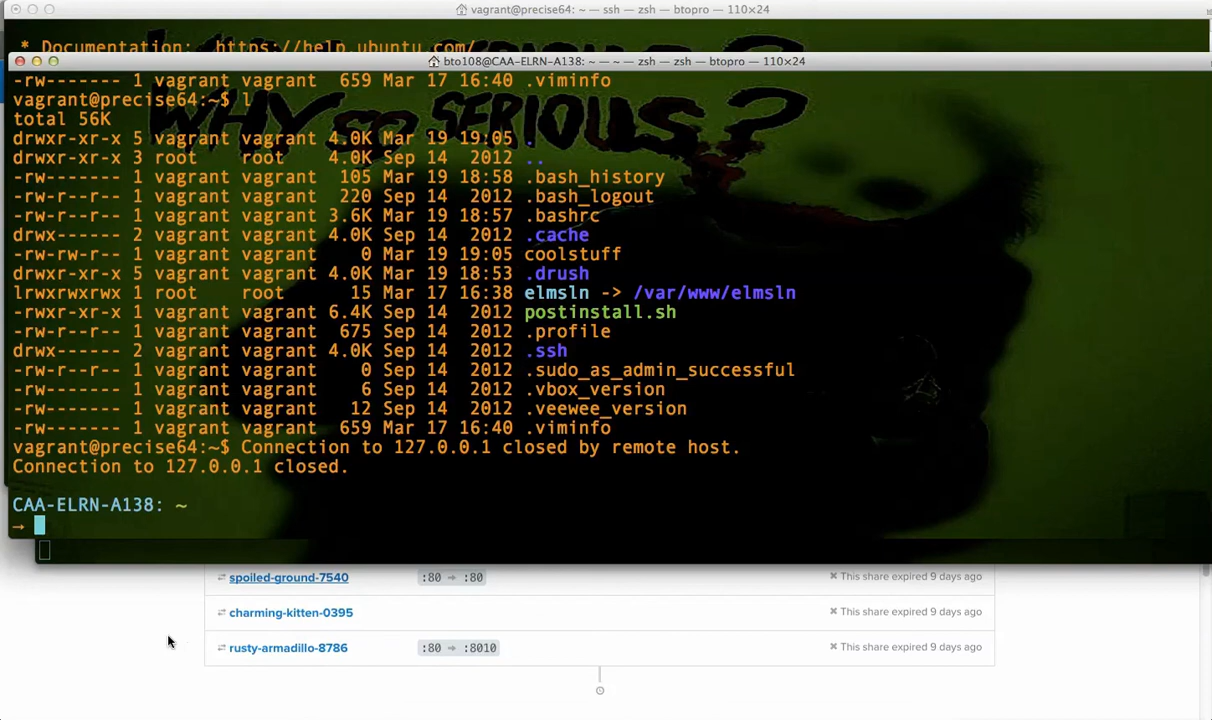 vagrant@precise64: ~ — ssh — zsh — btopro — 110×24
* Documentation: https://help.ubuntu.com/
bto108@CAA-ELRN-A138: ~ — ~ — zsh — zsh — btopro — 110×24
-rw------- 1 vagrant vagrant 659 Mar 17 16:40 .viminfo
vagrant@precise64:~$ l
total 56K
drwxr-xr-x 5 vagrant vagrant 4.0K Mar 19 19:05 .
drwxr-xr-x 3 root root 4.0K Sep 14 2012 ..
-rw------- 1 vagrant vagrant 105 Mar 19 18:58 .bash_history
-rw-r--r-- 1 vagrant vagrant 220 Sep 14 2012 .bash_logout
-rw-r--r-- 1 vagrant vagrant 3.6K Mar 19 18:57 .bashrc
drwx------ 2 vagrant vagrant 4.0K Sep 14 2012 .cache
-rw-rw-r-- 1 vagrant vagrant 0 Mar 19 19:05 coolstuff
drwxr-xr-x 5 vagrant vagrant 4.0K Mar 19 18:53 .drush
lrwxrwxrwx 1 root root 15 Mar 17 16:38 elmsln -> /var/www/elmsln
-rwxr-xr-x 1 vagrant vagrant 6.4K Sep 14 2012 postinstall.sh
-rw-r--r-- 1 vagrant vagrant 675 Sep 14 2012 .profile
drwx------ 2 vagrant vagrant 4.0K Sep 14 2012 .ssh
-rw-r--r-- 1 vagrant vagrant 0 Sep 14 2012 .sudo_as_admin_successful
-rw-r--r-- 1 vagrant vagrant 6 Sep 14 2012 .vbox_version
-rw-r--r-- 1 vagrant vagrant 12 Sep 14 2012 .veewee_version
-rw------- 1 vagrant vagrant 659 Mar 17 16:40 .viminfo
vagrant@precise64:~$ Connection to 127.0.0.1 closed by remote host.
Connection to 127.0.0.1 closed.
CAA-ELRN-A138: ~
→
WHY SO SERIOUS?
spoiled-ground-7540 :80 → :80 ✖ This share expired 9 days ago
charming-kitten-0395 ✖ This share expired 9 days ago
rusty-armadillo-8786 :80 → :8010 ✖ This share expired 9 days ago